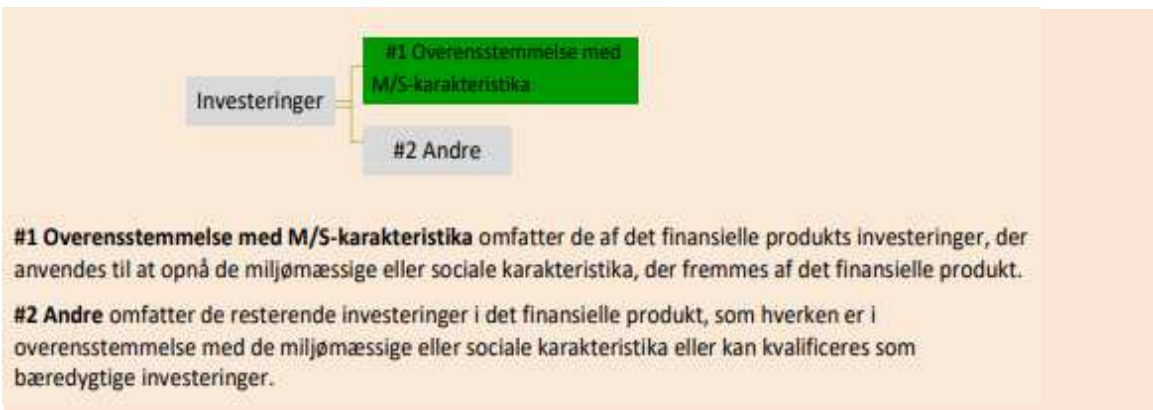 #1 Overensstemmelse med
M/S-karakteristika
Investeringer
#2 Andre
#1 Overensstemmelse med M/S-karakteristika omfatter de af det finansielle produkts investeringer, der
anvendes til at opnå de miljømæssige eller sociale karakteristika, der fremmes af det finansielle produkt.
#2 Andre omfatter de resterende investeringer i det finansielle produkt, som hverken er i
overensstemmelse med de miljømæssige eller sociale karakteristika eller kan kvalificeres som
bæredygtige investeringer.